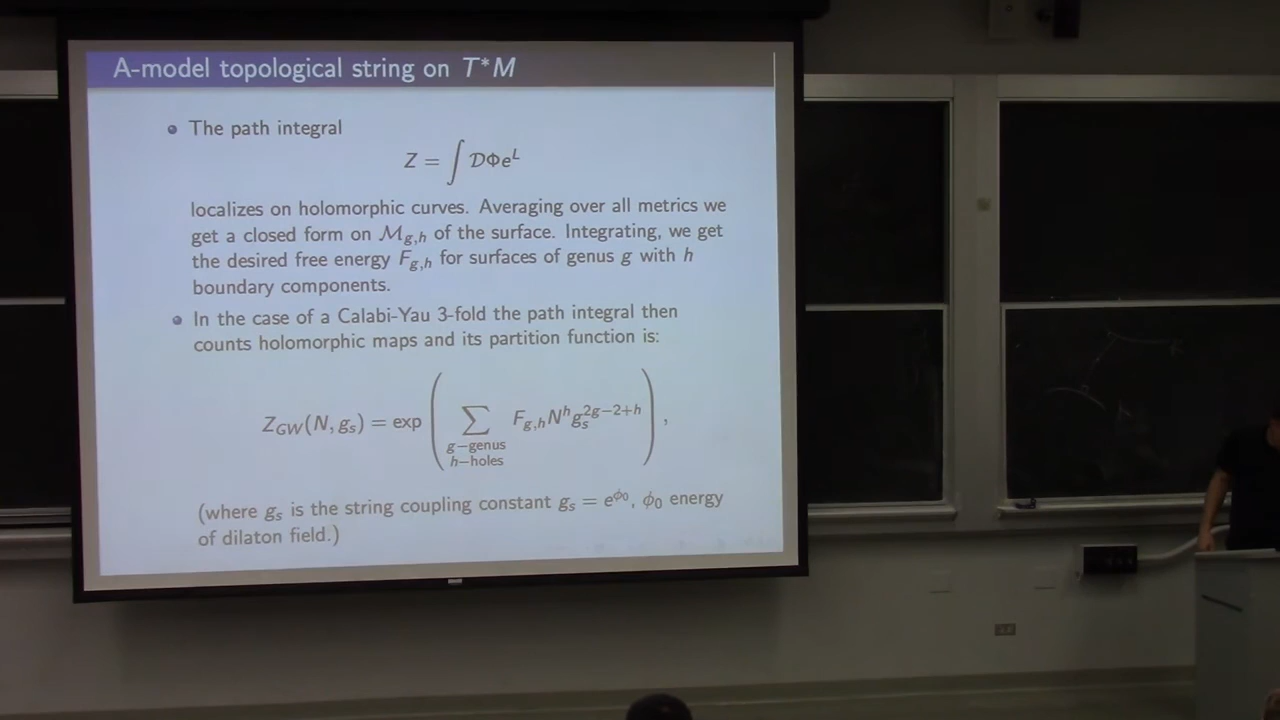 A-model topological string on T*M
• The path integral
Z = ∫ 𝒟Φe^L
localizes on holomorphic curves. Averaging over all metrics we
get a closed form on ℳ_{g,h} of the surface. Integrating, we get
the desired free energy F_{g,h} for surfaces of genus g with h
boundary components.
• In the case of a Calabi-Yau 3-fold the path integral then
counts holomorphic maps and its partition function is:
Z_{GW}(N, g_s) = exp ( ∑_{g−genus h−holes} F_{g,h}N^h g_s^{2g−2+h} ),
(where g_s is the string coupling constant g_s = e^{ϕ_0}, ϕ_0 energy
of dilaton field.)